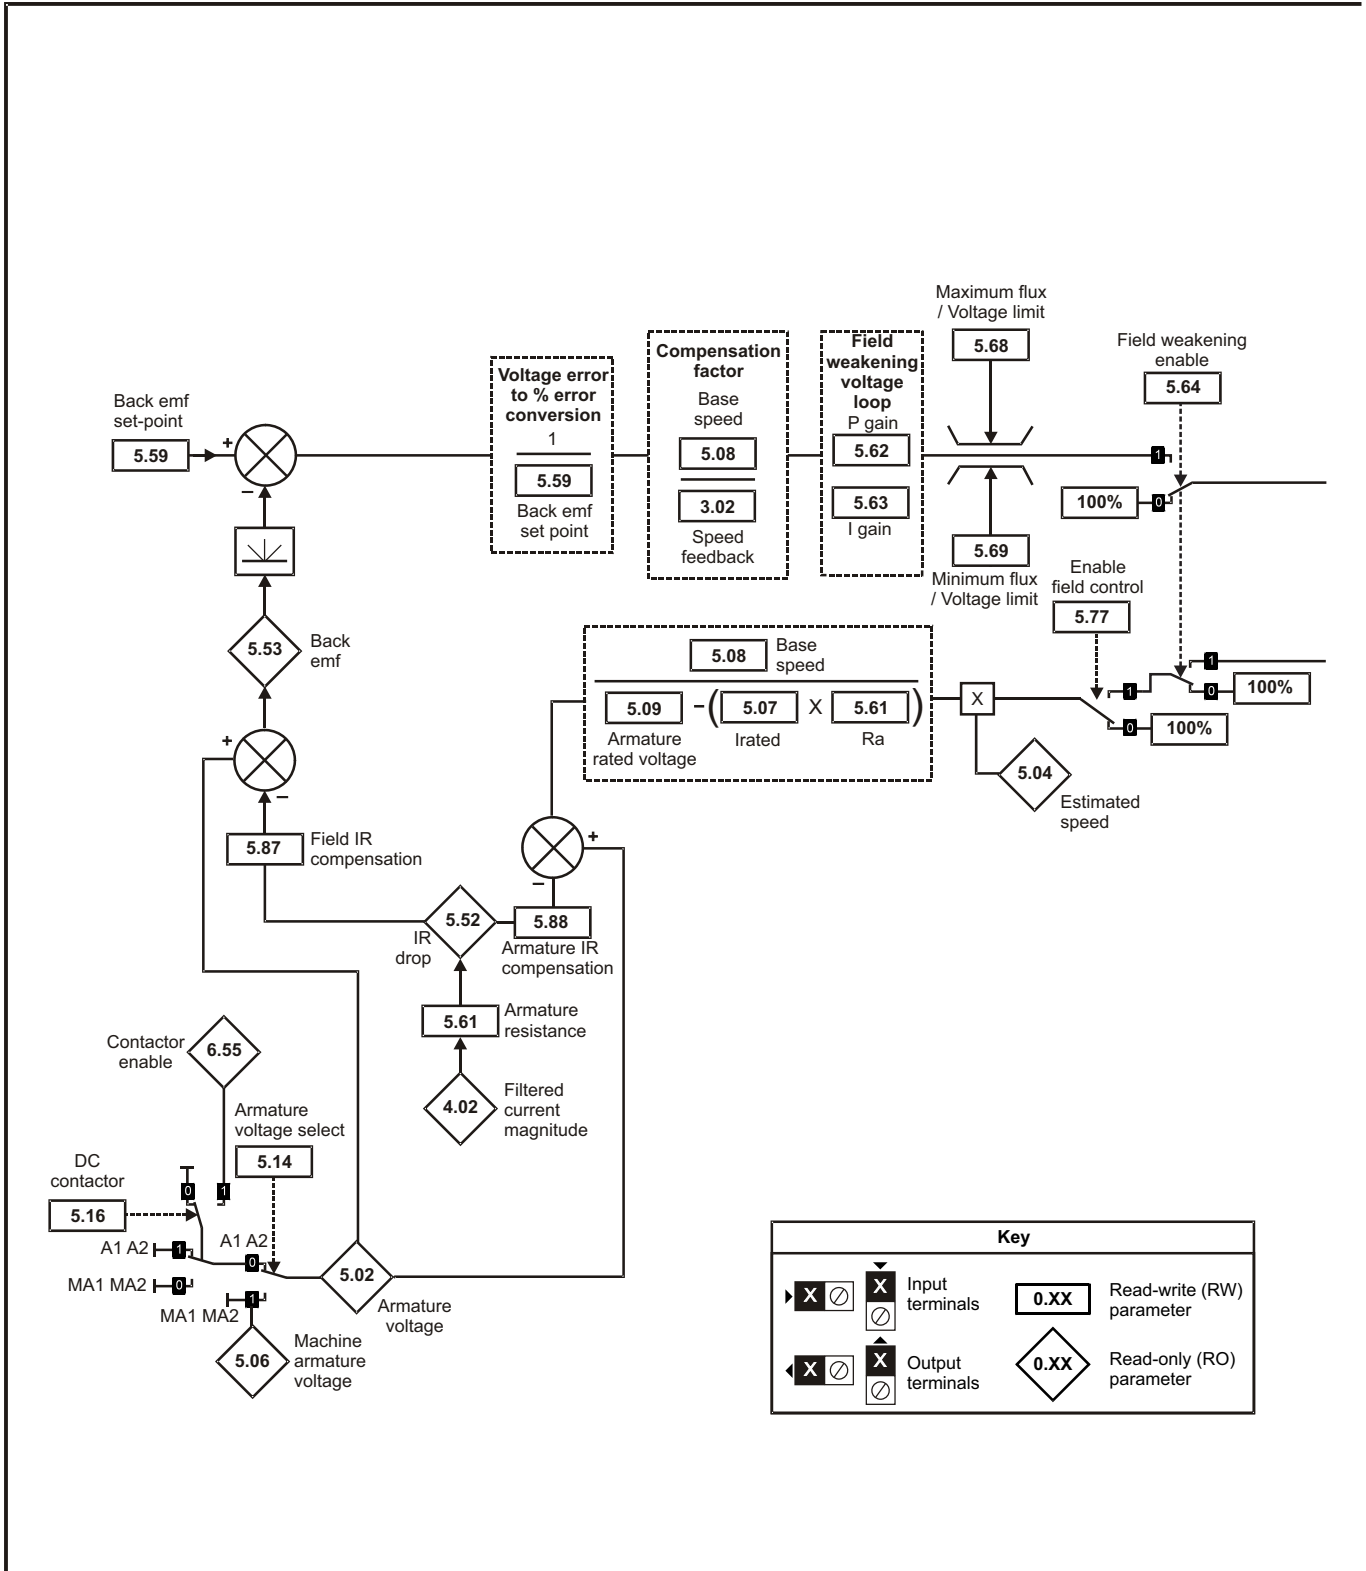 Maximum flux
/ Voltage limit
5.68
Field weakening
enable
5.64
Back emf
set-point
5.59
+
–
Voltage error
to % error
conversion
1
5.59
Back emf
set point
Compensation
factor
Base
speed
5.08
3.02
Speed
feedback
Field
weakening
voltage
loop
P gain
5.62
5.63
I gain
1
100%
0
5.69
Minimum flux
/ Voltage limit
Enable
field control
5.77
5.53
Back
emf
5.08
Base
speed
5.09
–
(
5.07
X
5.61
)
Armature
rated voltage
Irated
Ra
X
1
0
100%
1
0
100%
5.04
Estimated
speed
+
–
5.87
Field IR
compensation
+
–
5.52
IR
drop
5.88
Armature IR
compensation
5.61
Armature
resistance
4.02
Filtered
current
magnitude
Contactor
enable
6.55
Armature
voltage select
5.14
DC
contactor
5.16
0
1
A1 A2
1
MA1 MA2
0
A1 A2
0
MA1 MA2
1
5.02
Armature
voltage
5.06
Machine
armature
voltage
Key
X
X
Input
terminals
0.XX
Read-write (RW)
parameter
X
X
Output
terminals
0.XX
Read-only (RO)
parameter